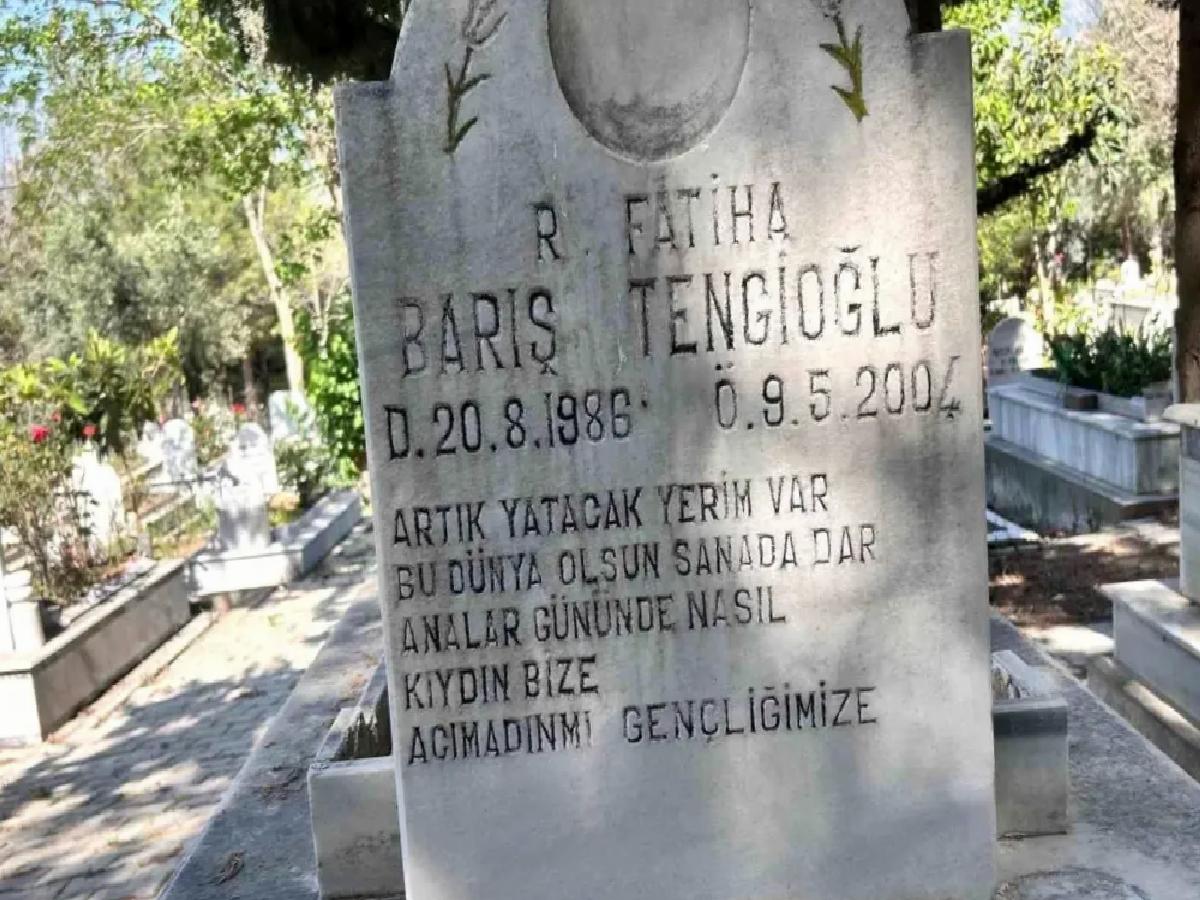 R. FATİHA
BARIŞ TENGİOĞLU
D.20.8.1986 Ö.9.5.2004
ARTIK YATACAK YERİM VAR
BU DÜNYA OLSUN SANADA DAR
ANALAR GÜNÜNDE NASIL
KIYDIN BİZE
ACIMADINMI GENÇLİĞİMİZE